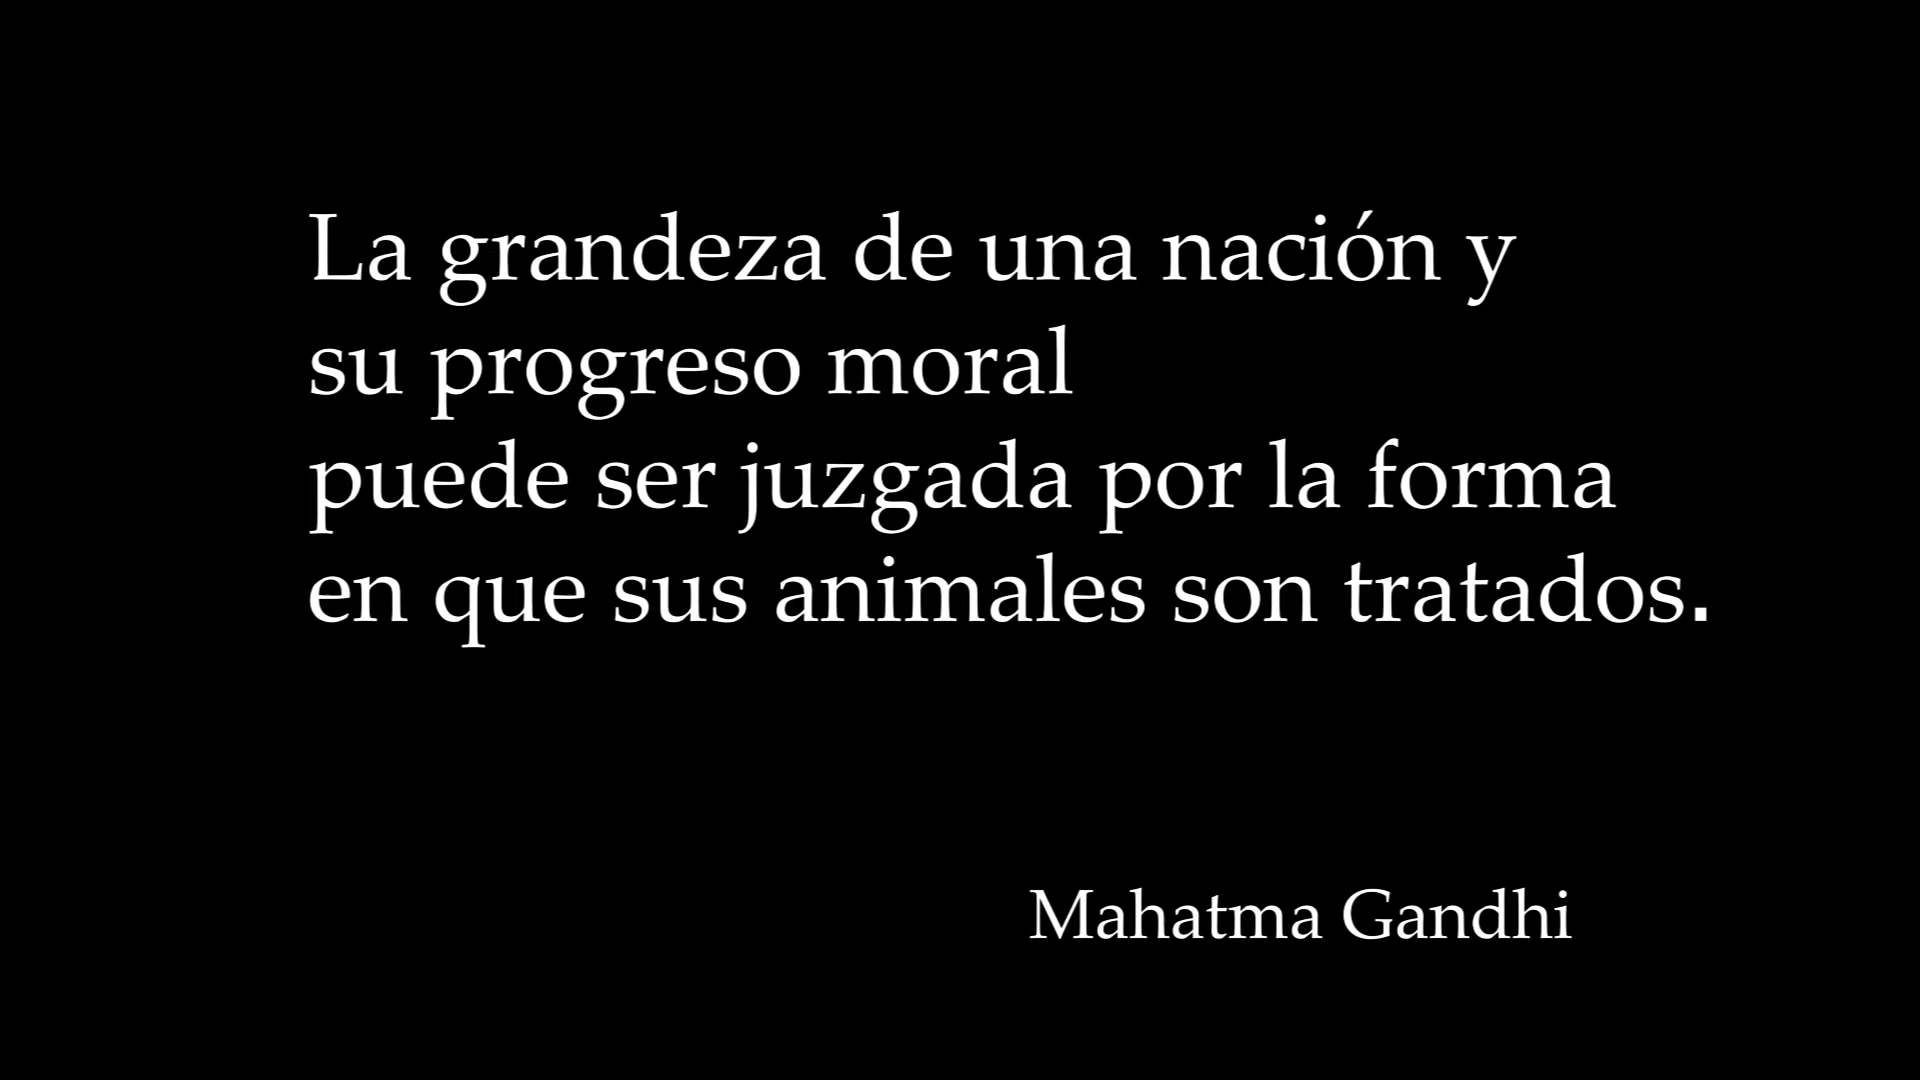 La grandeza de una nación y
su progreso moral
puede ser juzgada por la forma
en que sus animales son tratados.
Mahatma Gandhi